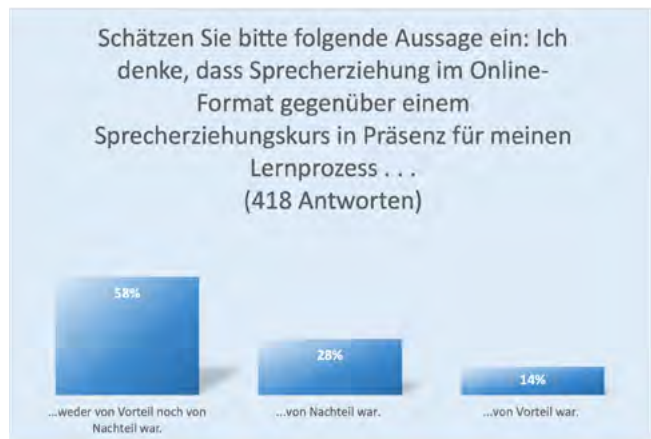 Schätzen Sie bitte folgende Aussage ein: Ich
denke, dass Sprecherziehung im Online-
Format gegenüber einem
Sprecherziehungskurs in Präsenz für meinen
Lernprozess . . .
(418 Antworten)
58%
28%
14%
...weder von Vorteil noch von
Nachteil war.
...von Nachteil war.
...von Vorteil war.